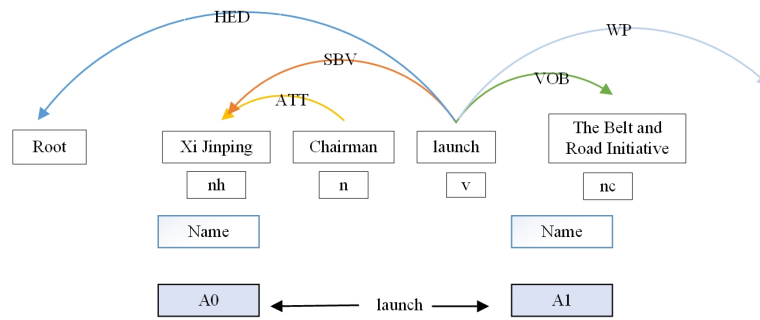 HED
WP
SBV
VOB
ATT
Root
Xi Jinping
Chairman
launch
The Belt and
Road Initiative
nh
n
v
nc
Name
Name
A0
launch
A1